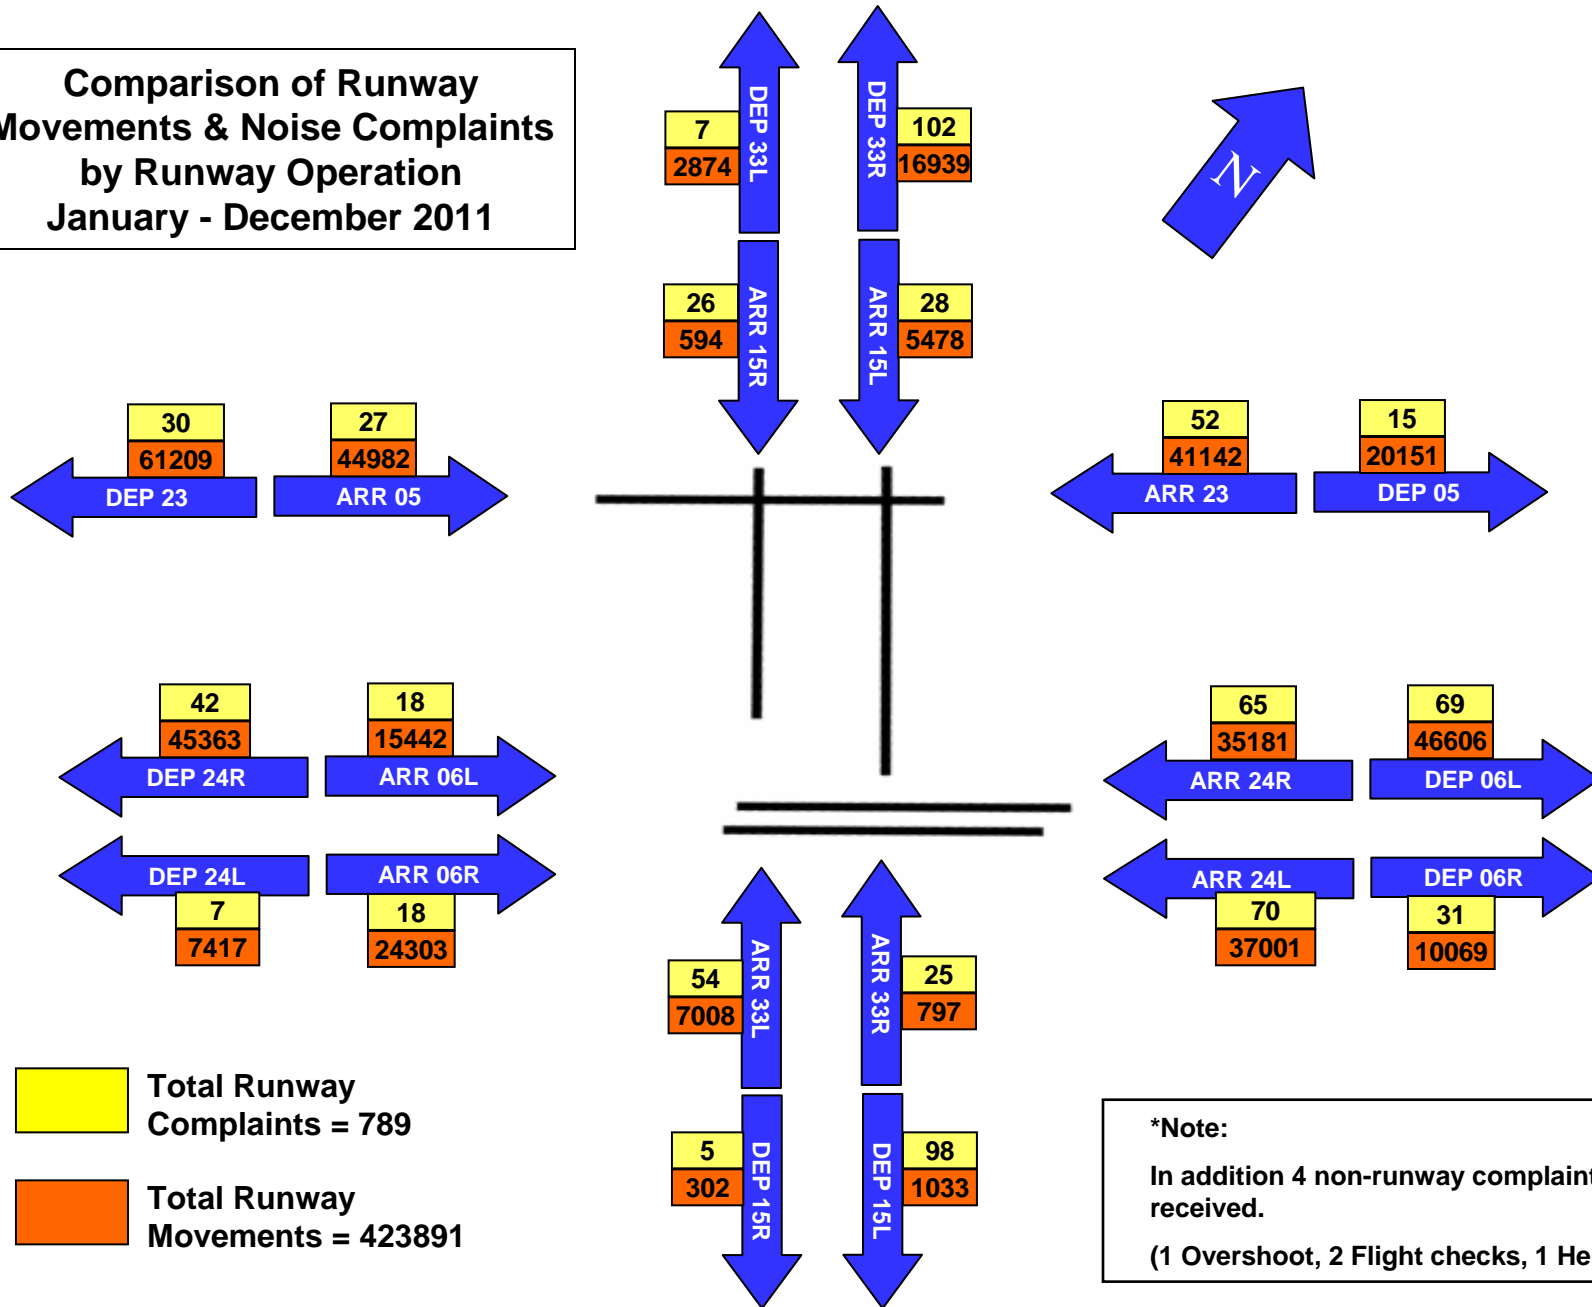 Comparison of Runway
Movements & Noise Complaints
by Runway Operation
January - December 2011
DEP 33L
7
2874
DEP 33R
102
16939
N
ARR 15R
26
594
ARR 15L
28
5478
30
61209
DEP 23
27
44982
ARR 05
52
41142
ARR 23
15
20151
DEP 05
42
45363
DEP 24R
18
15442
ARR 06L
65
35181
ARR 24R
69
46606
DEP 06L
DEP 24L
7
7417
ARR 06R
18
24303
ARR 24L
70
37001
DEP 06R
31
10069
ARR 33L
54
7008
ARR 33R
25
797
DEP 15R
5
302
DEP 15L
98
1033
Total Runway
Complaints = 789
Total Runway
Movements = 423891
*Note:
In addition 4 non-runway complaint
received.
(1 Overshoot, 2 Flight checks, 1 He